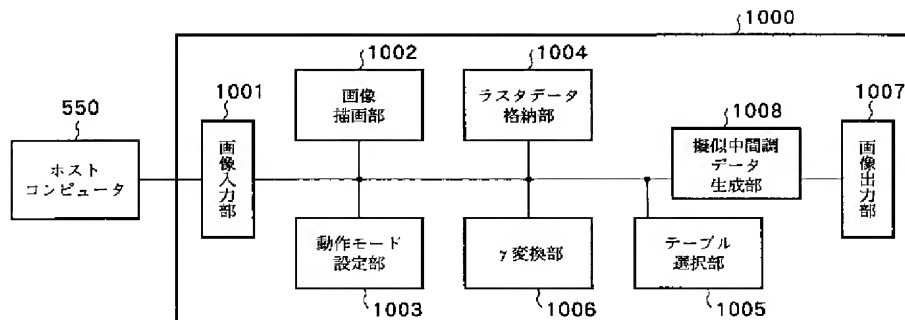 1000
1002
1004
1007
550
1001
1008
画像
描画部
ラスタデータ
格納部
ホスト
コンピュータ
画像入力部
擬似中間調
データ
生成部
画像出力部
動作モード
設定部
γ変換部
テーブル
選択部
1003
1006
1005